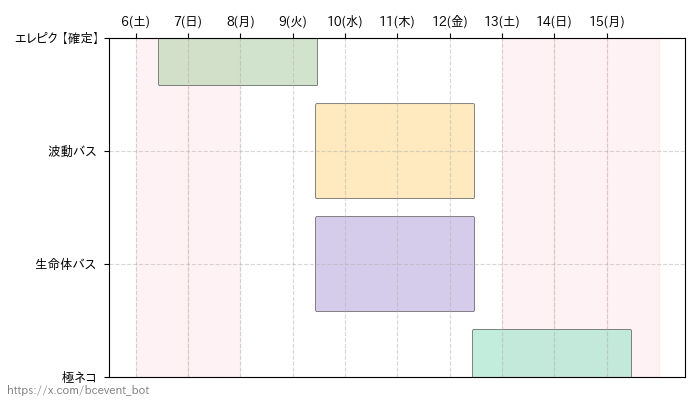 6(土) 7(日) 8(月) 9(火) 10(水) 11(木) 12(金) 13(土) 14(日) 15(月)
エレピク【確定】
波動バス
生命体バス
極ネコ
https://x.com/bcevent_bot